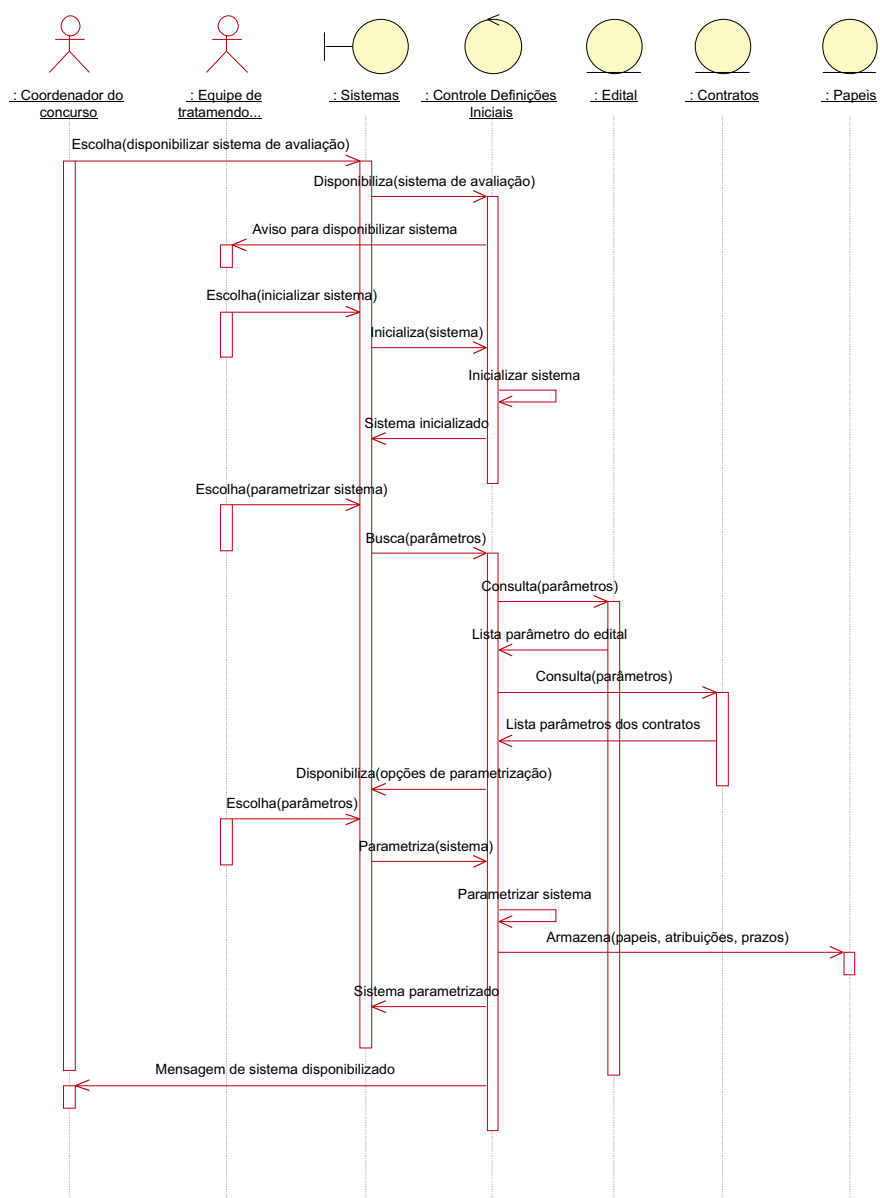 : Coordenador do
concurso
: Equipe de
tratamendo...
: Sistemas
: Controle Definições
Iniciais
: Edital
: Contratos
: Papeis
Escolha(disponibilizar sistema de avaliação)
Disponibiliza(sistema de avaliação)
Aviso para disponibilizar sistema
Escolha(inicializar sistema)
Inicializa(sistema)
Inicializar sistema
Sistema inicializado
Escolha(parametrizar sistema)
Busca(parâmetros)
Consulta(parâmetros)
Lista parâmetro do edital
Consulta(parâmetros)
Lista parâmetros dos contratos
Disponibiliza(opções de parametrização)
Escolha(parâmetros)
Parametriza(sistema)
Parametrizar sistema
Armazena(papeis, atribuições, prazos)
Sistema parametrizado
Mensagem de sistema disponibilizado